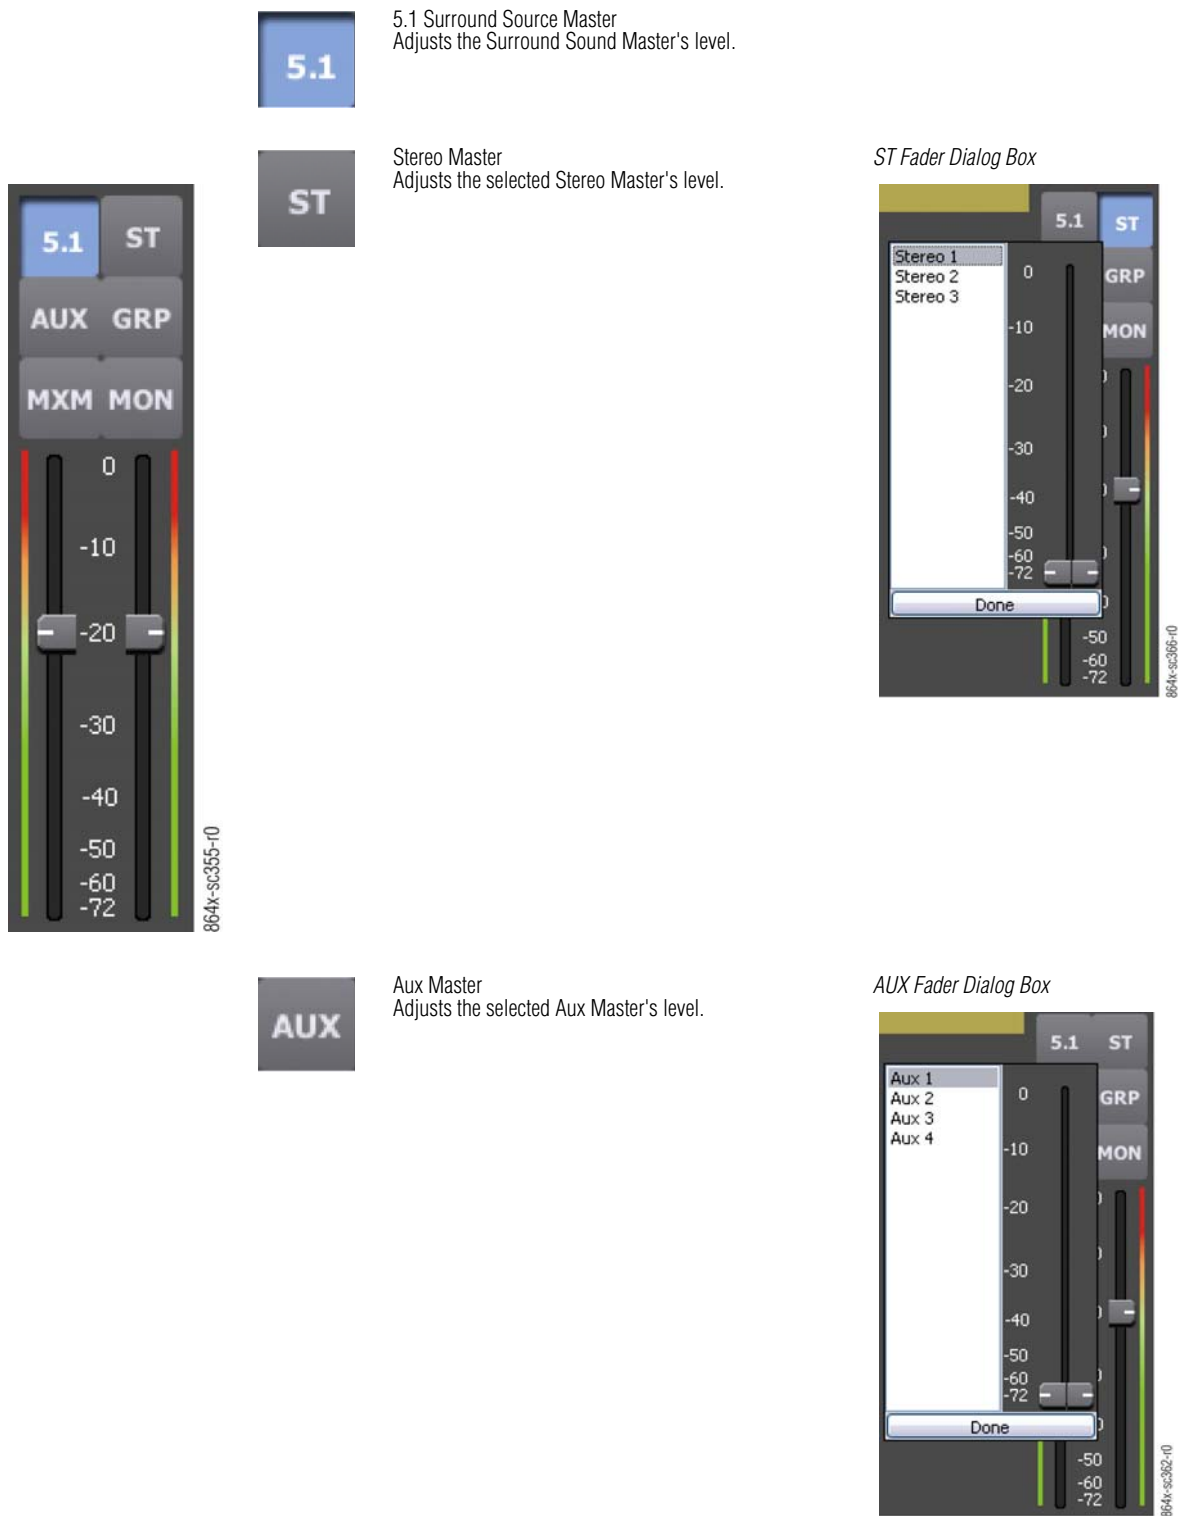 5.1
5.1 Surround Source Master
Adjusts the Surround Sound Master's level.
ST
Stereo Master
Adjusts the selected Stereo Master's level.
ST Fader Dialog Box
5.1 ST
AUX GRP
MXM MON
0
-10
-20
-30
-40
-50
-60
-72
864x-sc355-r0
5.1 ST
GRP
MON
Stereo 1
Stereo 2
Stereo 3
0
-10
-20
-30
-40
-50
-60
-72
Done
-50
-60
-72
864x-sc366-r0
AUX
Aux Master
Adjusts the selected Aux Master's level.
AUX Fader Dialog Box
5.1 ST
GRP
MON
Aux 1
Aux 2
Aux 3
Aux 4
0
-10
-20
-30
-40
-50
-60
-72
Done
-50
-60
-72
864x-sc362-r0